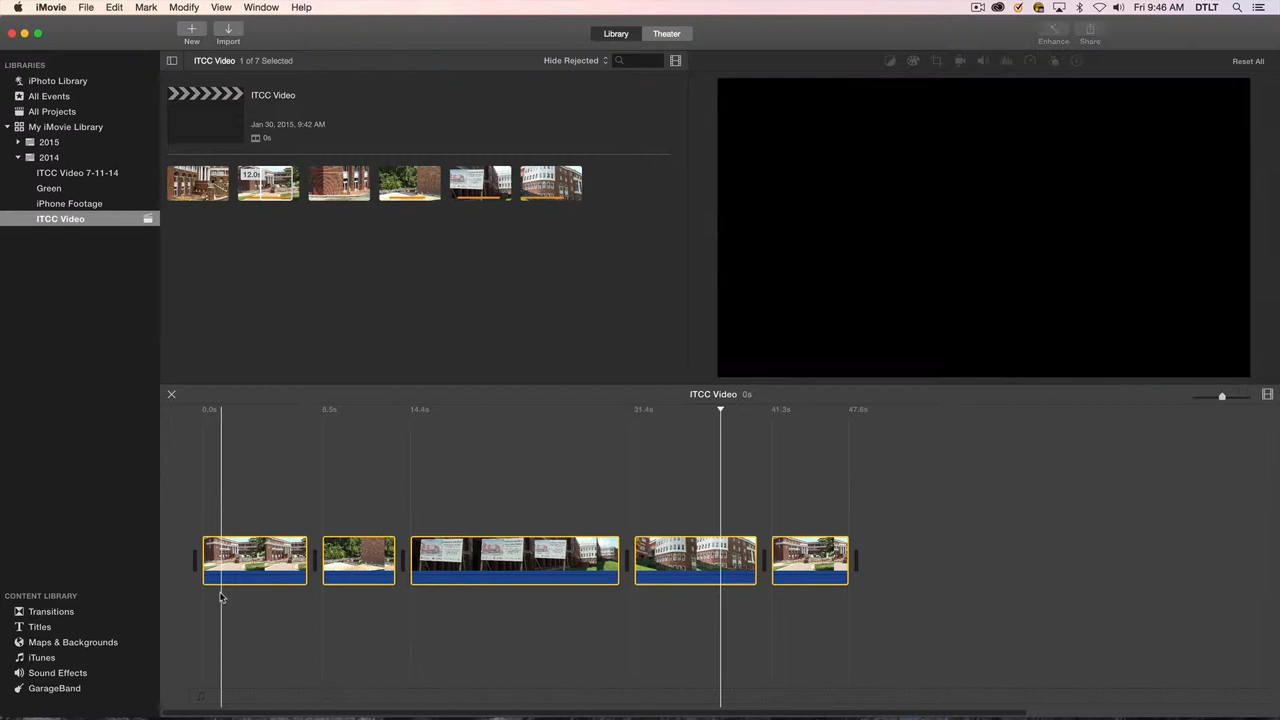 iMovie File Edit Mark Modify View Window Help Fri 9:46 AM DTLT
New Import Library Theater Enhance Share
LIBRARIES
iPhoto Library
All Events
All Projects
My iMovie Library
2015
2014
ITCC Video 7-11-14
Green
iPhone Footage
ITCC Video
ITCC Video 1 of 7 Selected Hide Rejected Reset All
ITCC Video
Jan 30, 2015, 9:42 AM
0s
12.0s
ITCC Video 0s
0.0s 8.5s 14.4s 31.4s 41.3s 47.6s
CONTENT LIBRARY
Transitions
Titles
Maps & Backgrounds
iTunes
Sound Effects
GarageBand